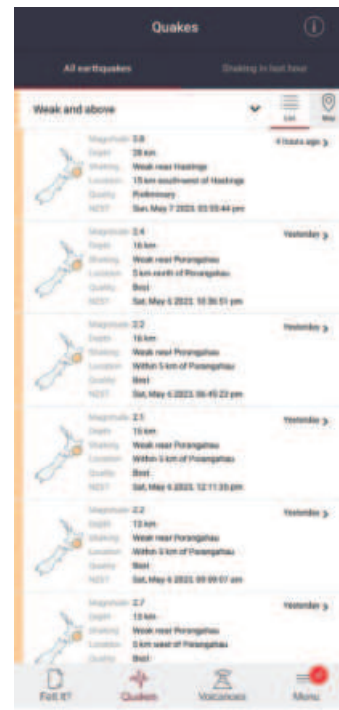 Quakes
All earthquakes
Shaking in last hour
Weak and above
List
Map
4 hours ago
Magnitude 3.8
Depth 28 km
Shaking Weak near Hastings
Location 15 km south-west of Hastings
Quality Preliminary
NZST Sun, May 7 2023, 03:55:44 pm
Yesterday
Magnitude 2.4
Depth 16 km
Shaking Weak near Porangahau
Location 5 km north of Porangahau
Quality Best
NZST Sat, May 6 2023, 10:36:51 pm
Yesterday
Magnitude 2.2
Depth 16 km
Shaking Weak near Porangahau
Location Within 5 km of Porangahau
Quality Best
NZST Sat, May 6 2023, 06:45:23 pm
Yesterday
Magnitude 2.1
Depth km
Shaking Weak near Porangahau
Location Within 5 km of Porangahau
Quality Best
NZST Sat, May 6 2023, 12:11:30 pm
Yesterday
Magnitude 2.2
Depth 13 km
Shaking Weak near Porangahau
Location Within 5 km of Porangahau
Quality Best
NZST Sat, May 6 2023, 09:09:07 am
Yesterday
Magnitude 2.7
Depth 13 km
Shaking Weak near Porangahau
Location 5 km west of Porangahau
Quality Best
Felt It?
Quakes
Volcanoes
Menu